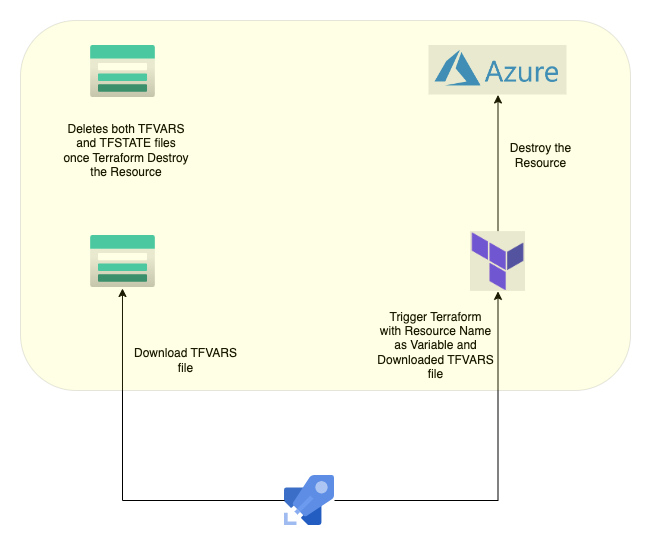 Azure
Deletes both TFVARS
and TFSTATE files
once Terraform Destroy
the Resource
Destroy the
Resource
Trigger Terraform
with Resource Name
as Variable and
Downloaded TFVARS
file
Download TFVARS
file